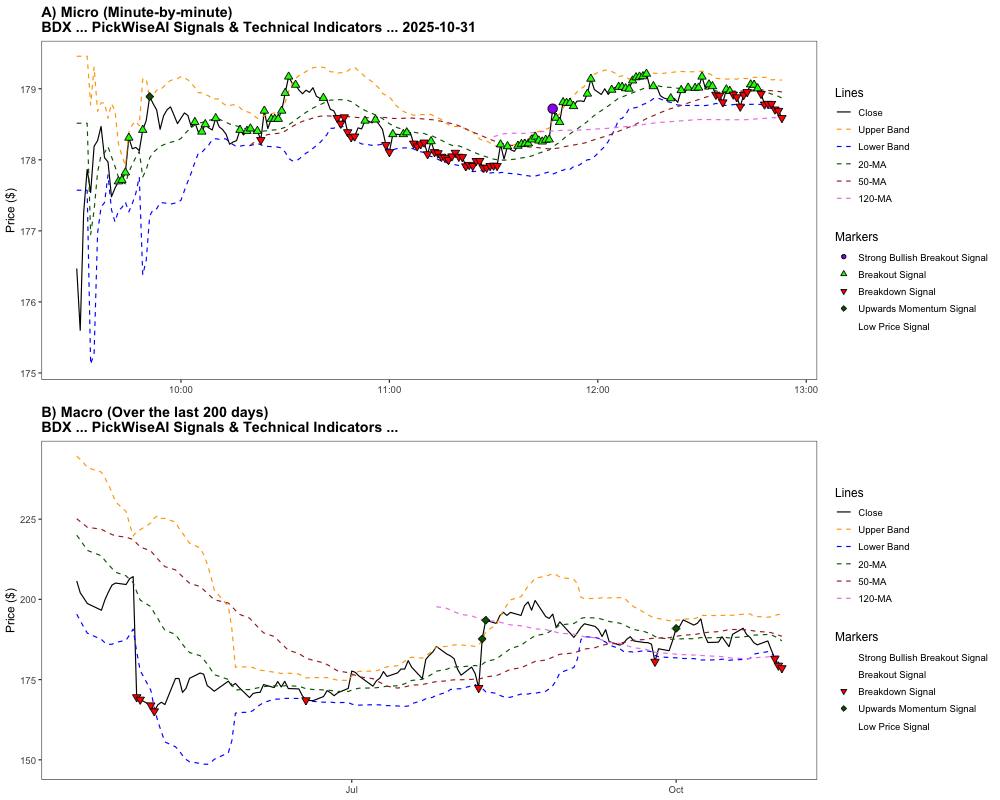 A) Micro (Minute-by-minute)
BDX ... PickWiseAI Signals & Technical Indicators ... 2025-10-31
Price ($)
179
178
177
176
175
10:00
11:00
12:00
13:00
Lines
Close
Upper Band
Lower Band
20-MA
50-MA
120-MA
Markers
Strong Bullish Breakout Signal
Breakout Signal
Breakdown Signal
Upwards Momentum Signal
Low Price Signal
B) Macro (Over the last 200 days)
BDX ... PickWiseAI Signals & Technical Indicators ...
Price ($)
225
200
175
150
Jul
Oct
Lines
Close
Upper Band
Lower Band
20-MA
50-MA
120-MA
Markers
Strong Bullish Breakout Signal
Breakout Signal
Breakdown Signal
Upwards Momentum Signal
Low Price Signal